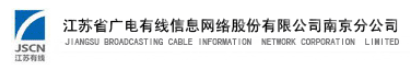 JSCN
江苏有线
江苏省广电有线信息网络股份有限公司南京分公司
JIANGSU BROADCASTING CABLE INFORMATION NETWORK CORPORATION LIMITED